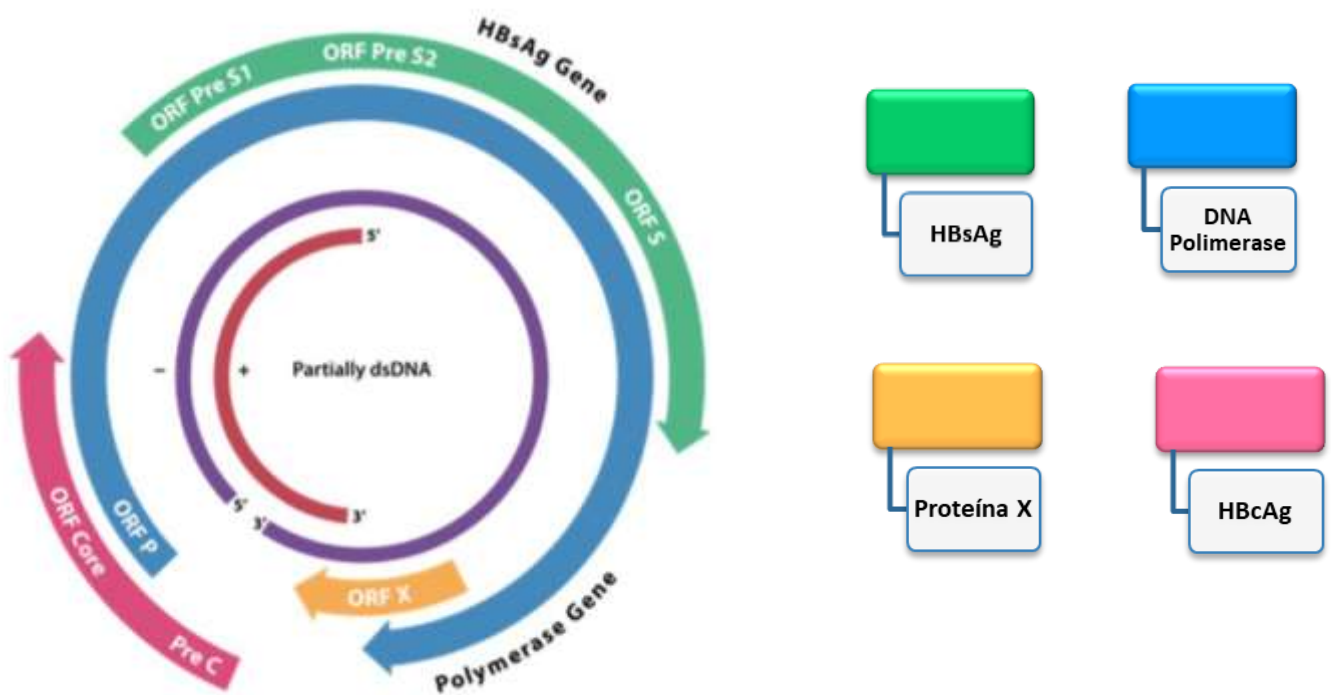 HBsAg Gene
ORF Pre S1
ORF Pre S2
ORF S
5'
-
+
Partially dsDNA
5'
3'
3'
ORF P
ORF Core
Pre C
ORF X
Polymerase Gene
HBsAg
DNA
Polimerase
Proteína X
HBcAg